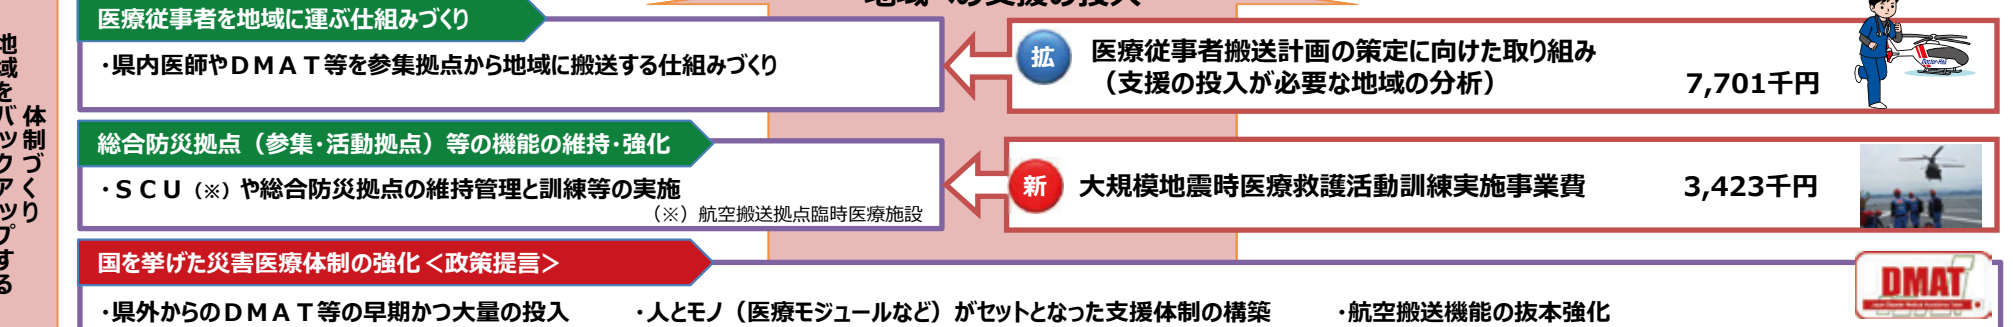 地域への支援の投入
地域をバックアップする
体制づくり
医療従事者を地域に運ぶ仕組みづくり
・県内医師やDMAT等を参集拠点から地域に搬送する仕組みづくり
拡
医療従事者搬送計画の策定に向けた取り組み
（支援の投入が必要な地域の分析）
7,701千円
総合防災拠点（参集・活動拠点）等の機能の維持・強化
・SCU（※）や総合防災拠点の維持管理と訓練等の実施
（※）航空搬送拠点臨時医療施設
新
大規模地震時医療救護活動訓練実施事業費
3,423千円
国を挙げた災害医療体制の強化＜政策提言＞
・県外からのDMAT等の早期かつ大量の投入
・人とモノ（医療モジュールなど）がセットとなった支援体制の構築
・航空搬送機能の抜本強化
DMAT